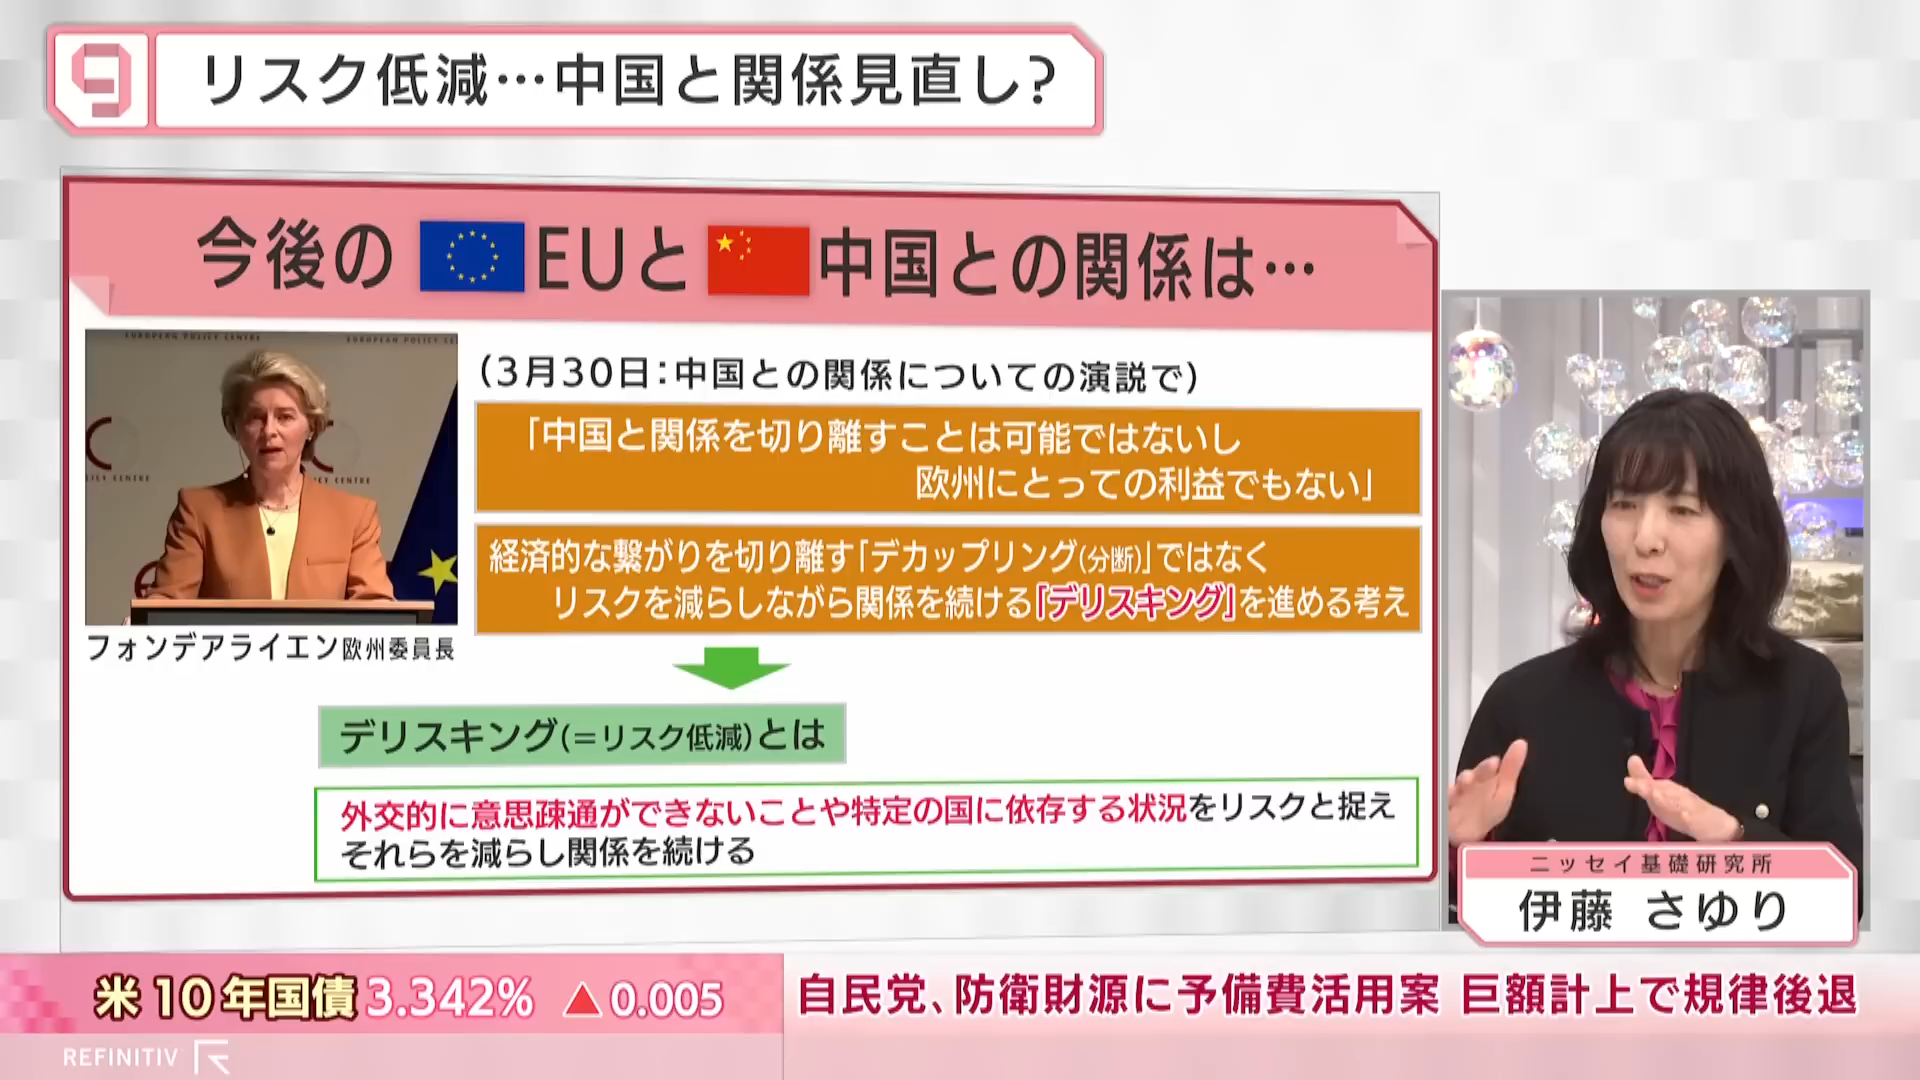 9
リスク低減…中国と関係見直し?
今後のEUと中国との関係は…
EUROPEAN POLICY CENTRE
EUROPEAN POLICY CE
LICY CENTRE
ICY CENTRE
フォンデアライエン欧州委員長
(3月30日:中国との関係についての演説で)
「中国と関係を切り離すことは可能ではないし
欧州にとっての利益でもない」
経済的な繋がりを切り離す「デカップリング(分断)」ではなく
リスクを減らしながら関係を続ける「デリスキング」を進める考え
デリスキング(=リスク低減)とは
外交的に意思疎通ができないことや特定の国に依存する状況をリスクと捉え
それらを減らし関係を続ける
ニッセイ基礎研究所
伊藤 さゆり
米10年国債 3.342% ▲0.005
自民党、防衛財源に予備費活用案 巨額計上で規律後退
REFINITIV